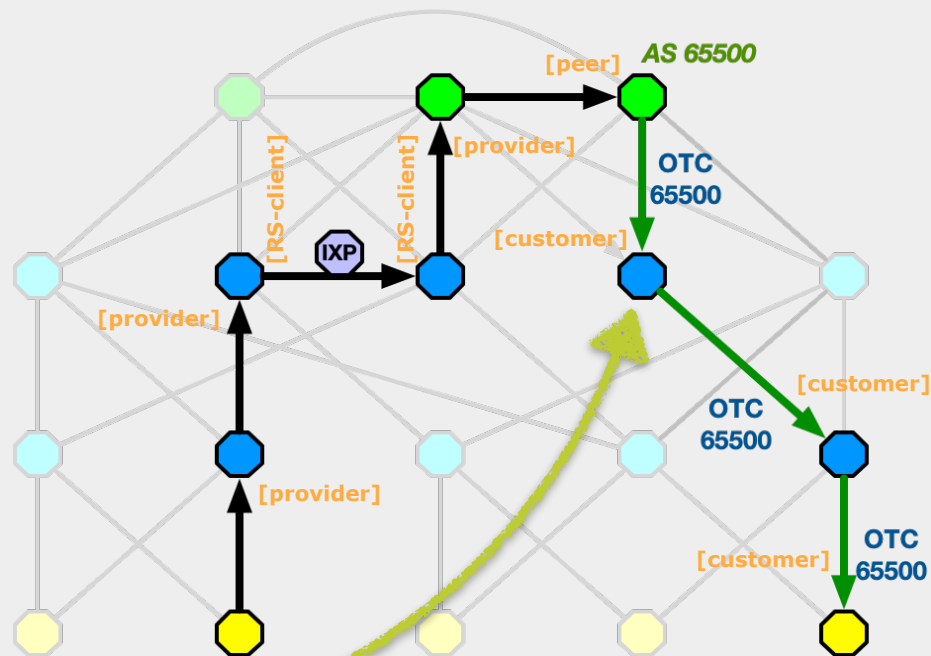 AS 65500
[peer]
[RS-client]
[RS-client]
[provider]
OTC
65500
[customer]
IXP
[provider]
[customer]
OTC
65500
[provider]
OTC
65500
[customer]